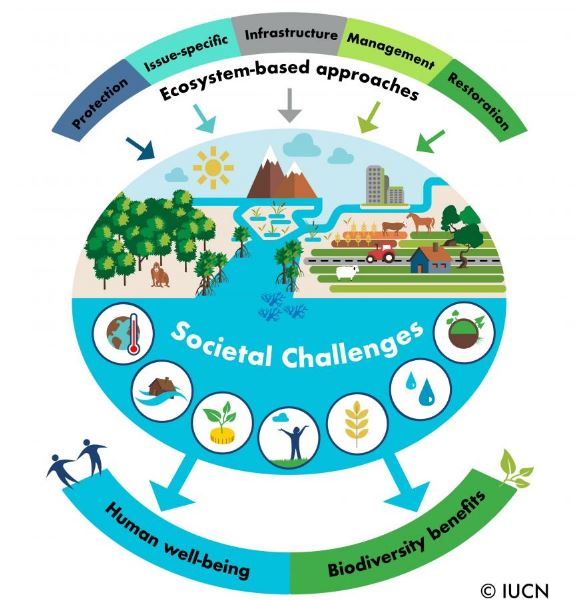 Protection
Issue-specific
Infrastructure
Management
Restoration
Ecosystem-based approaches
Societal Challenges
Human well-being
Biodiversity benefits
© IUCN